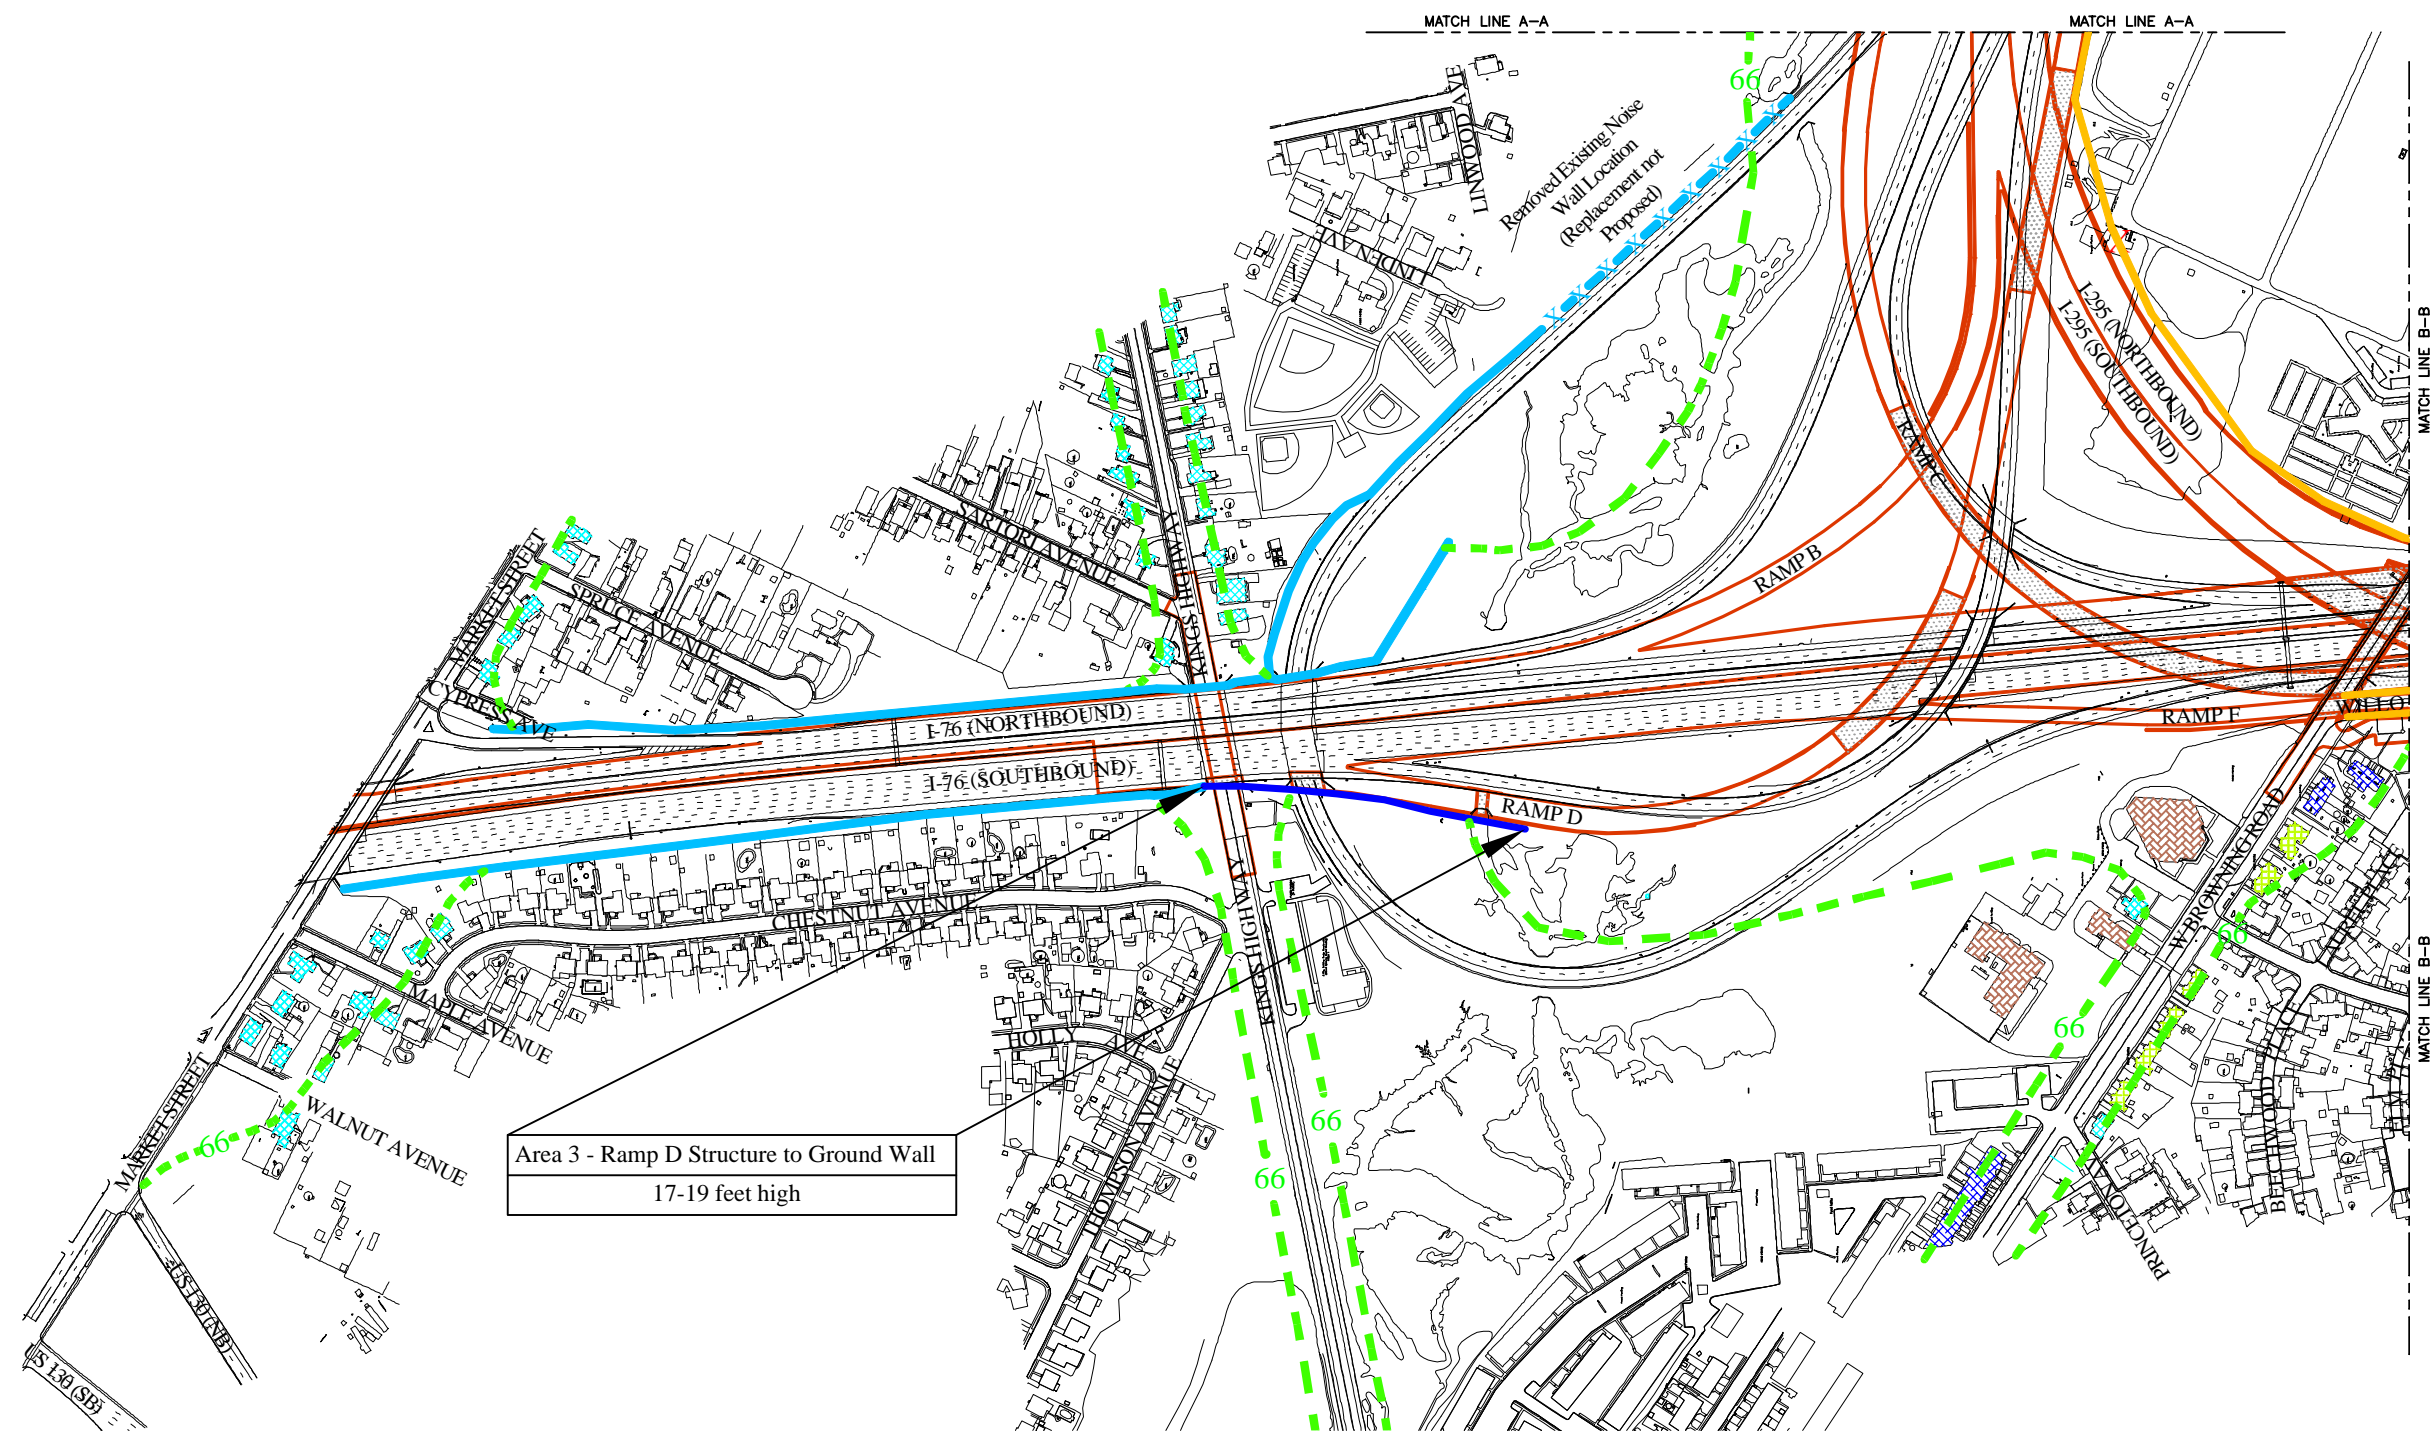 MATCH LINE A-A
MATCH LINE A-A
66
LINWOOD AVE
Removed Existing Noise
Wall Location
(Replacement not
Proposed)
LINDEN AVE
I-295 (NORTHBOUND)
I-295 (SOUTHBOUND)
MATCH LINE B-B
RAMP C
SARTORI AVENUE
KINGS HIGHWAY
MARKET STREET
SPRUCE AVENUE
RAMP B
CYPRESS AVE
I-76 (NORTHBOUND)
RAMP F
I-76 (SOUTHBOUND)
RAMP D
W BROWNING ROAD
CHESTNUT AVENUE
KINGS HIGHWAY
66
MATCH LINE B-B
MAPLE AVENUE
66
HOLLY AVE
BEECHWOOD PLACE
MARKET STREET
WALNUT AVENUE
66
THOMPSON AVENUE
66
66
Area 3 - Ramp D Structure to Ground Wall
17-19 feet high
PRINCETON
US 130 (NB)
S 130 (SB)